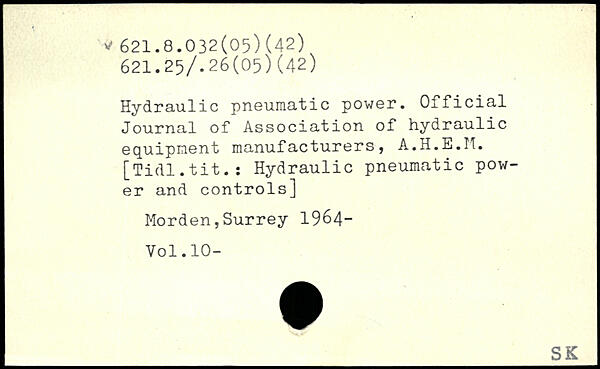 621.8.032(05)(42)
621.25/.26(05)(42)
Hydraulic pneumatic power. Official
Journal of Association of hydraulic
equipment manufacturers, A.H.E.M.
[Tidl.tit.: Hydraulic pneumatic pow-
er and controls]
Morden,Surrey 1964-
Vol.10-
SK